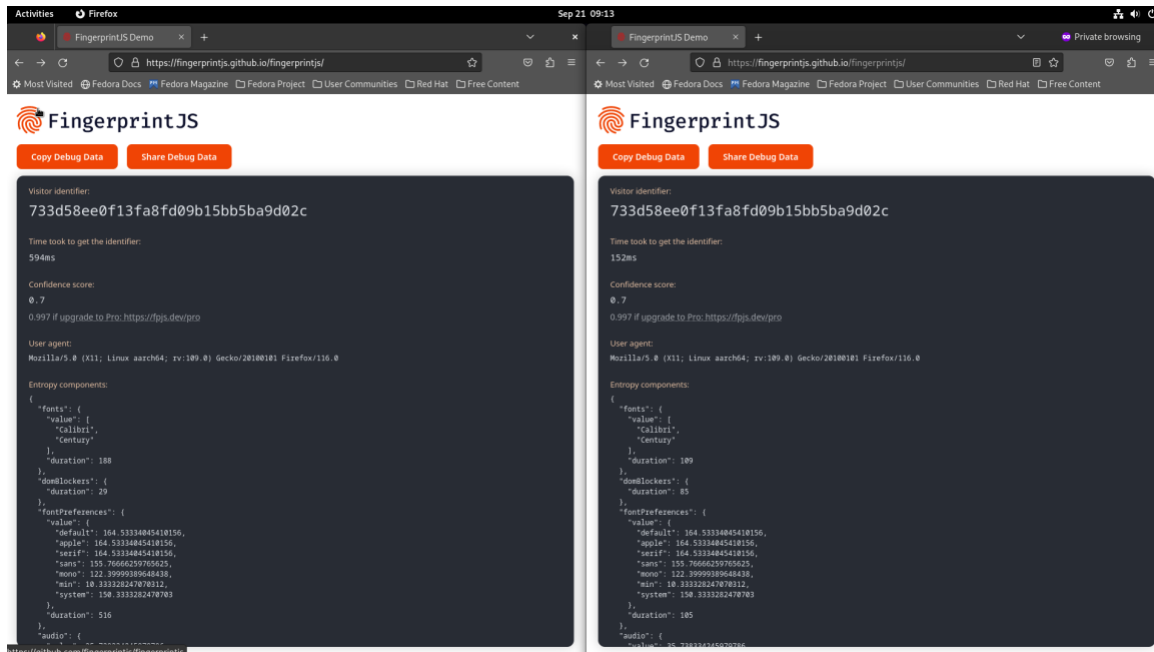 Activities Firefox Sep 21 09:13
FingerprintJS Demo × + ×
https://fingerprintjs.github.io/fingerprintjs/
Most Visited Fedora Docs Fedora Magazine Fedora Project User Communities Red Hat Free Content
FingerprintJS
Copy Debug Data Share Debug Data
Visitor identifier:
733d58ee0f13fa8fd09b15bb5ba9d02c
Time took to get the identifier:
594ms
Confidence score:
0.7
0.997 if upgrade to Pro: https://fpjs.dev/pro
User agent:
Mozilla/5.0 (X11; Linux aarch64; rv:109.0) Gecko/20100101 Firefox/116.0
Entropy components:
{
"fonts": {
"value": [
"Calibri",
"Century"
],
"duration": 188
},
"domBlockers": {
"duration": 29
},
"fontPreferences": {
"value": {
"default": 164.53334045410156,
"apple": 164.53334045410156,
"serif": 164.53334045410156,
"sans": 155.76666259765625,
"mono": 122.39999389648438,
"min": 10.333328247070312,
"system": 150.3333282470703
},
"duration": 516
},
"audio": {
https://github.com/fingerprintjs/fingerprintjs
FingerprintJS Demo × + Private browsing
https://fingerprintjs.github.io/fingerprintjs/
Most Visited Fedora Docs Fedora Magazine Fedora Project User Communities Red Hat Free Content
FingerprintJS
Copy Debug Data Share Debug Data
Visitor identifier:
733d58ee0f13fa8fd09b15bb5ba9d02c
Time took to get the identifier:
152ms
Confidence score:
0.7
0.997 if upgrade to Pro: https://fpjs.dev/pro
User agent:
Mozilla/5.0 (X11; Linux aarch64; rv:109.0) Gecko/20100101 Firefox/116.0
Entropy components:
{
"fonts": {
"value": [
"Calibri",
"Century"
],
"duration": 109
},
"domBlockers": {
"duration": 85
},
"fontPreferences": {
"value": {
"default": 164.53334045410156,
"apple": 164.53334045410156,
"serif": 164.53334045410156,
"sans": 155.76666259765625,
"mono": 122.39999389648438,
"min": 10.333328247070312,
"system": 150.3333282470703
},
"duration": 105
},
"audio": {